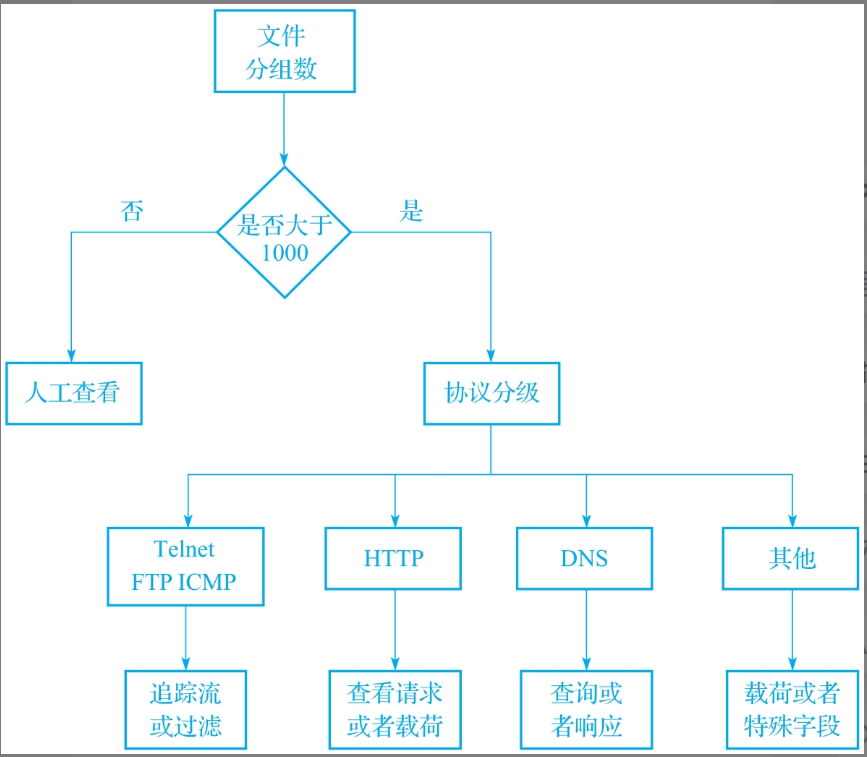 文件
分组数
否
是
是否大于
1000
人工查看
协议分级
Telnet
FTP ICMP
HTTP
DNS
其他
追踪流
或过滤
查看请求
或者载荷
查询或
者响应
载荷或者
特殊字段